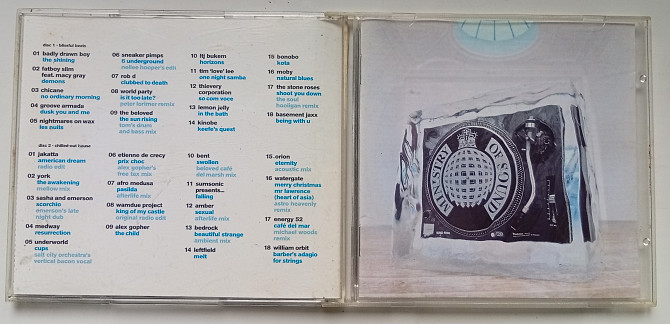 disc 1 - blissful beats
01 badly drawn boy
the shining
02 fatboy slim
feat. macy gray
demons
03 chicane
no ordinary morning
04 groove armada
dusk you and me
05 nightmares on wax
les nuits
06 sneaker pimps
6 underground
nellee hooper's edit
07 rob d
clubbed to death
08 world party
is it too late?
peter lorimer remix
09 the beloved
the sun rising
tom's drum
and bass mix
10 ltj bukem
horizons
11 tim 'love' lee
one night samba
12 thievery
corporation
so com voce
13 lemon jelly
in the bath
14 kinobe
keefe's quest
15 bonobo
kota
16 moby
natural blues
17 the stone roses
shoot you down
the soul
hooligan remix
18 basement jaxx
being with u
disc 2 - chilled-out house
01 jakatta
american dream
radio edit
02 york
the awakening
mellow mix
03 sasha and emerson
scorchio
emerson's late
night dub
04 medway
resurrection
05 underworld
cups
salt city orchestra's
vertical bacon vocal
06 etienne de crecy
prix choc
alex gopher's
free fax mix
07 afro medusa
pasilda
afterlife mix
08 wamdue project
king of my castle
original radio edit
09 alex gopher
the child
10 bent
swollen
beloved café
del marsh mix
11 sumsonic
presents...
falling
12 amber
sexual
afterlife mix
13 bedrock
beautiful strange
ambient mix
14 leftfield
melt
15 orion
eternity
acoustic mix
16 watergate
merry christmas
mr lawrence
(heart of asia)
astro heavenly
remix
17 energy 52
café del mar
michael woods
remix
18 william orbit
barber's adagio
for strings
MINISTRY OF SOUND